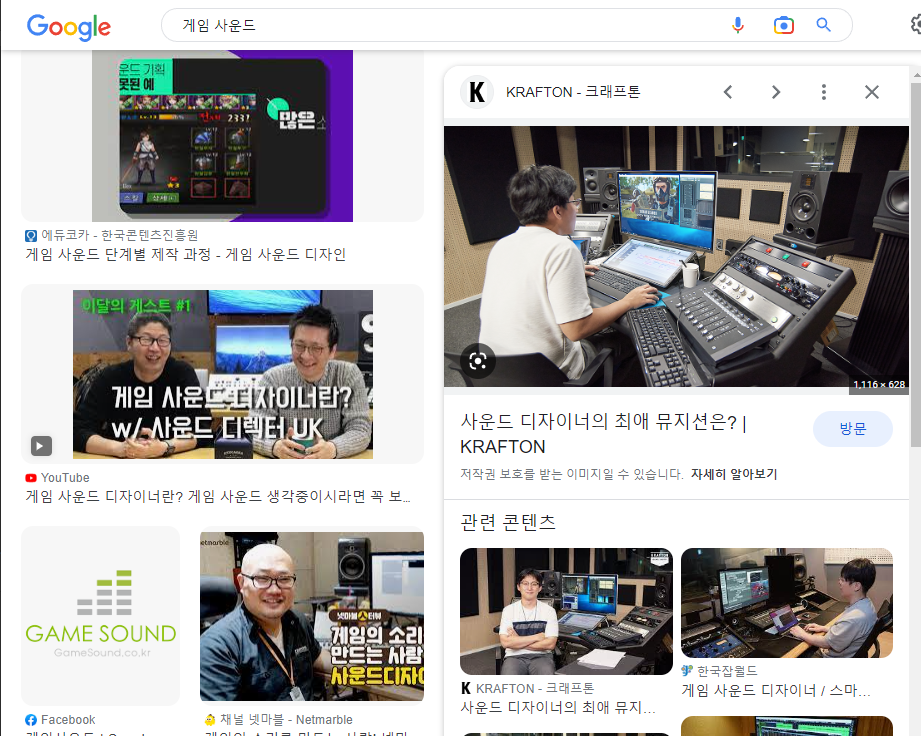 Google
게임 사운드
운드 기획
못된 예
많은 소
에듀코카 - 한국콘텐츠진흥원
게임 사운드 단계별 제작 과정 - 게임 사운드 디자인
이달의 게스트 #1
게임 사운드 디자이너란?
w/ 사운드 디렉터 UK
YouTube
게임 사운드 디자이너란? 게임 사운드 생각중이시라면 꼭 보...
GAME SOUND
GameSound.co.kr
Facebook
netmarble
넷마블人터뷰
게임의 소리
만드는 사람
사운드디자이
채널 넷마블 - Netmarble
K
KRAFTON - 크래프톤
1,116 × 628
사운드 디자이너의 최애 뮤지션은? |
KRAFTON
방문
저작권 보호를 받는 이미지일 수 있습니다. 자세히 알아보기
관련 콘텐츠
KRAFTON
K KRAFTON - 크래프톤
사운드 디자이너의 최애 뮤지...
한국잡월드
게임 사운드 디자이너 / 스마...